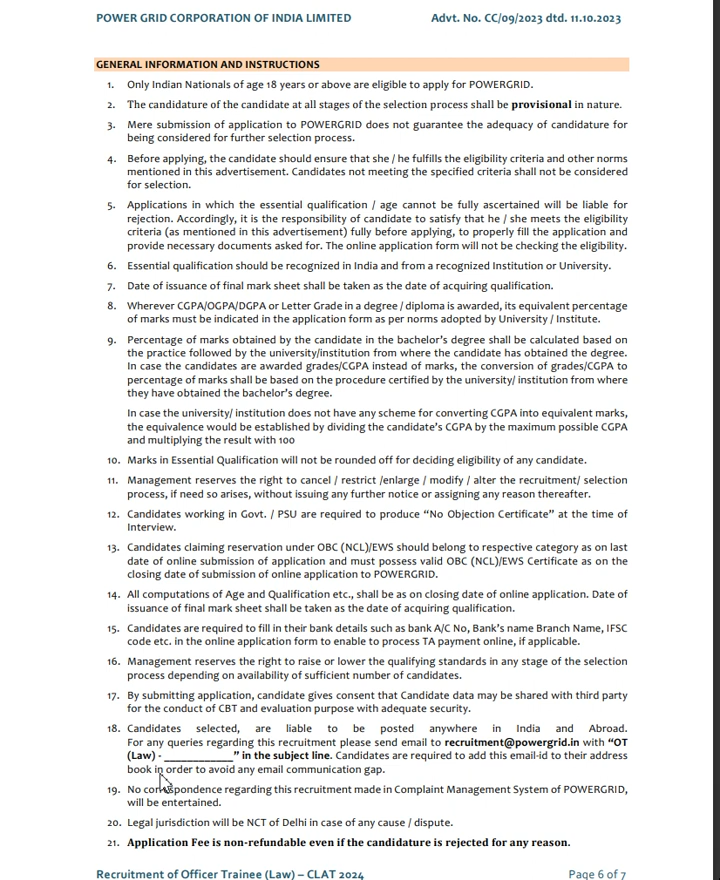 POWER GRID CORPORATION OF INDIA LIMITED Advt. No. CC/09/2023 dtd. 11.10.2023
GENERAL INFORMATION AND INSTRUCTIONS
1. Only Indian Nationals of age 18 years or above are eligible to apply for POWERGRID.
2. The candidature of the candidate at all stages of the selection process shall be provisional in nature.
3. Mere submission of application to POWERGRID does not guarantee the adequacy of candidature for
being considered for further selection process.
4. Before applying, the candidate should ensure that she / he fulfills the eligibility criteria and other norms
mentioned in this advertisement. Candidates not meeting the specified criteria shall not be considered
for selection.
5. Applications in which the essential qualification / age cannot be fully ascertained will be liable for
rejection. Accordingly, it is the responsibility of candidate to satisfy that he / she meets the eligibility
criteria (as mentioned in this advertisement) fully before applying, to properly fill the application and
provide necessary documents asked for. The online application form will not be checking the eligibility.
6. Essential qualification should be recognized in India and from a recognized Institution or University.
7. Date of issuance of final mark sheet shall be taken as the date of acquiring qualification.
8. Wherever CGPA/OGPA/DGPA or Letter Grade in a degree / diploma is awarded, its equivalent percentage
of marks must be indicated in the application form as per norms adopted by University / Institute.
9. Percentage of marks obtained by the candidate in the bachelor's degree shall be calculated based on
the practice followed by the university/institution from where the candidate has obtained the degree.
In case the candidates are awarded grades/CGPA instead of marks, the conversion of grades/CGPA to
percentage of marks shall be based on the procedure certified by the university/ institution from where
they have obtained the bachelor's degree.
In case the university/ institution does not have any scheme for converting CGPA into equivalent marks,
the equivalence would be established by dividing the candidate's CGPA by the maximum possible CGPA
and multiplying the result with 100
10. Marks in Essential Qualification will not be rounded off for deciding eligibility of any candidate.
11. Management reserves the right to cancel / restrict /enlarge / modify / alter the recruitment/ selection
process, if need so arises, without issuing any further notice or assigning any reason thereafter.
12. Candidates working in Govt. / PSU are required to produce "No Objection Certificate" at the time of
Interview.
13. Candidates claiming reservation under OBC (NCL)/EWS should belong to respective category as on last
date of online submission of application and must possess valid OBC (NCL)/EWS Certificate as on the
closing date of submission of online application to POWERGRID.
14. All computations of Age and Qualification etc., shall be as on closing date of online application. Date of
issuance of final mark sheet shall be taken as the date of acquiring qualification.
15. Candidates are required to fill in their bank details such as bank A/C No, Bank's name Branch Name, IFSC
code etc. in the online application form to enable to process TA payment online, if applicable.
16. Management reserves the right to raise or lower the qualifying standards in any stage of the selection
process depending on availability of sufficient number of candidates.
17. By submitting application, candidate gives consent that Candidate data may be shared with third party
for the conduct of CBT and evaluation purpose with adequate security.
18. Candidates selected, are liable to be posted anywhere in India and Abroad.
For any queries regarding this recruitment please send email to recruitment@powergrid.in with "OT
(Law) - ____________" in the subject line. Candidates are required to add this email-id to their address
book in order to avoid any email communication gap.
19. No correspondence regarding this recruitment made in Complaint Management System of POWERGRID,
will be entertained.
20. Legal jurisdiction will be NCT of Delhi in case of any cause / dispute.
21. Application Fee is non-refundable even if the candidature is rejected for any reason.
Recruitment of Officer Trainee (Law) – CLAT 2024 Page 6 of 7